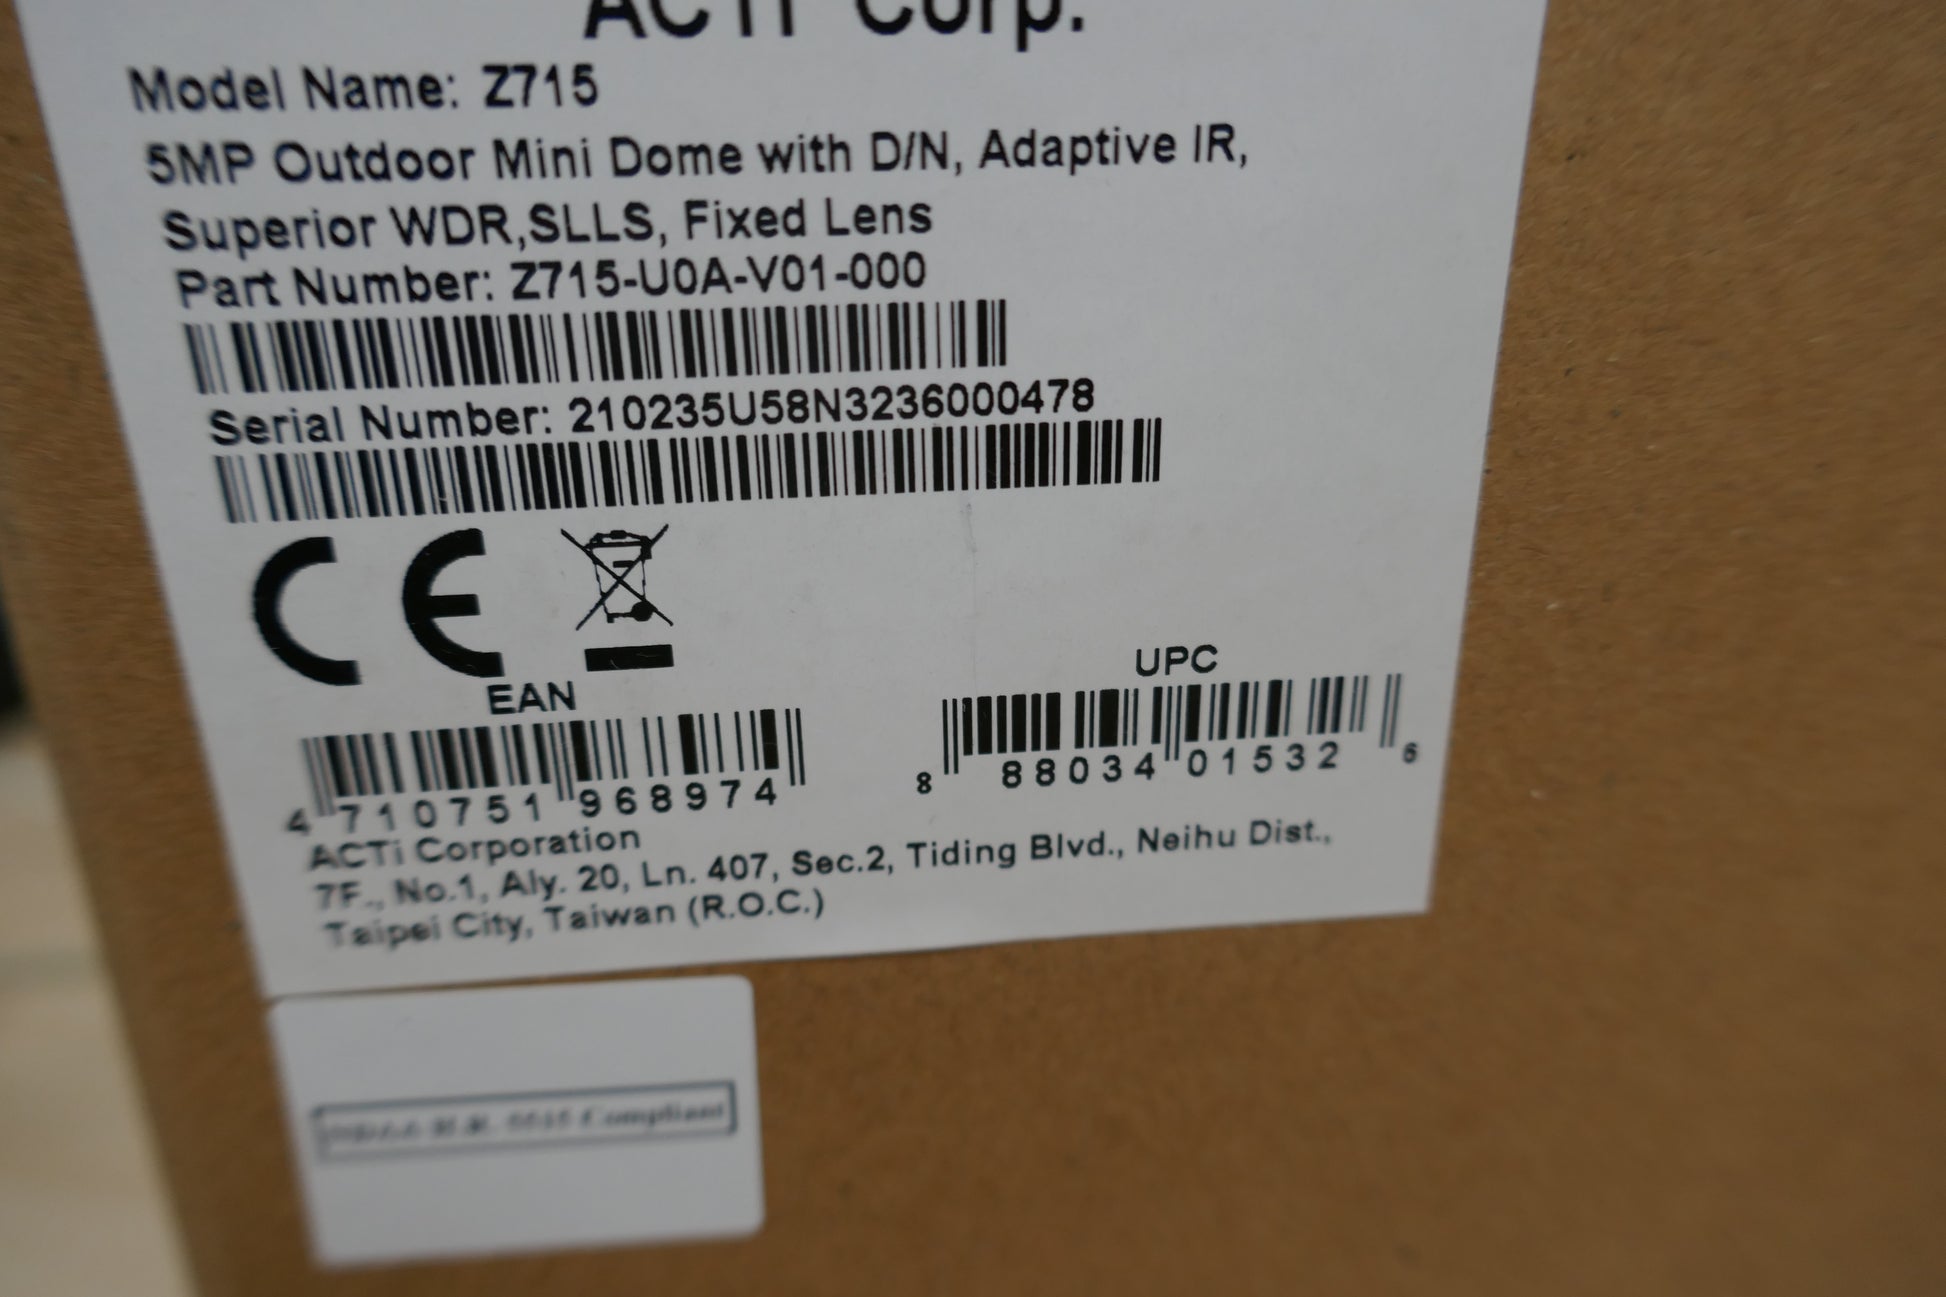 ACTi Corp.
Model Name: Z715
5MP Outdoor Mini Dome with D/N, Adaptive IR,
Superior WDR,SLLS, Fixed Lens
Part Number: Z715-U0A-V01-000
Serial Number: 210235U58N3236000478
CE
EAN
UPC
4 710751 968974
8 88034 01532 6
ACTi Corporation
7F., No.1, Aly. 20, Ln. 407, Sec.2, Tiding Blvd., Neihu Dist.,
Taipei City, Taiwan (R.O.C.)
Compliant